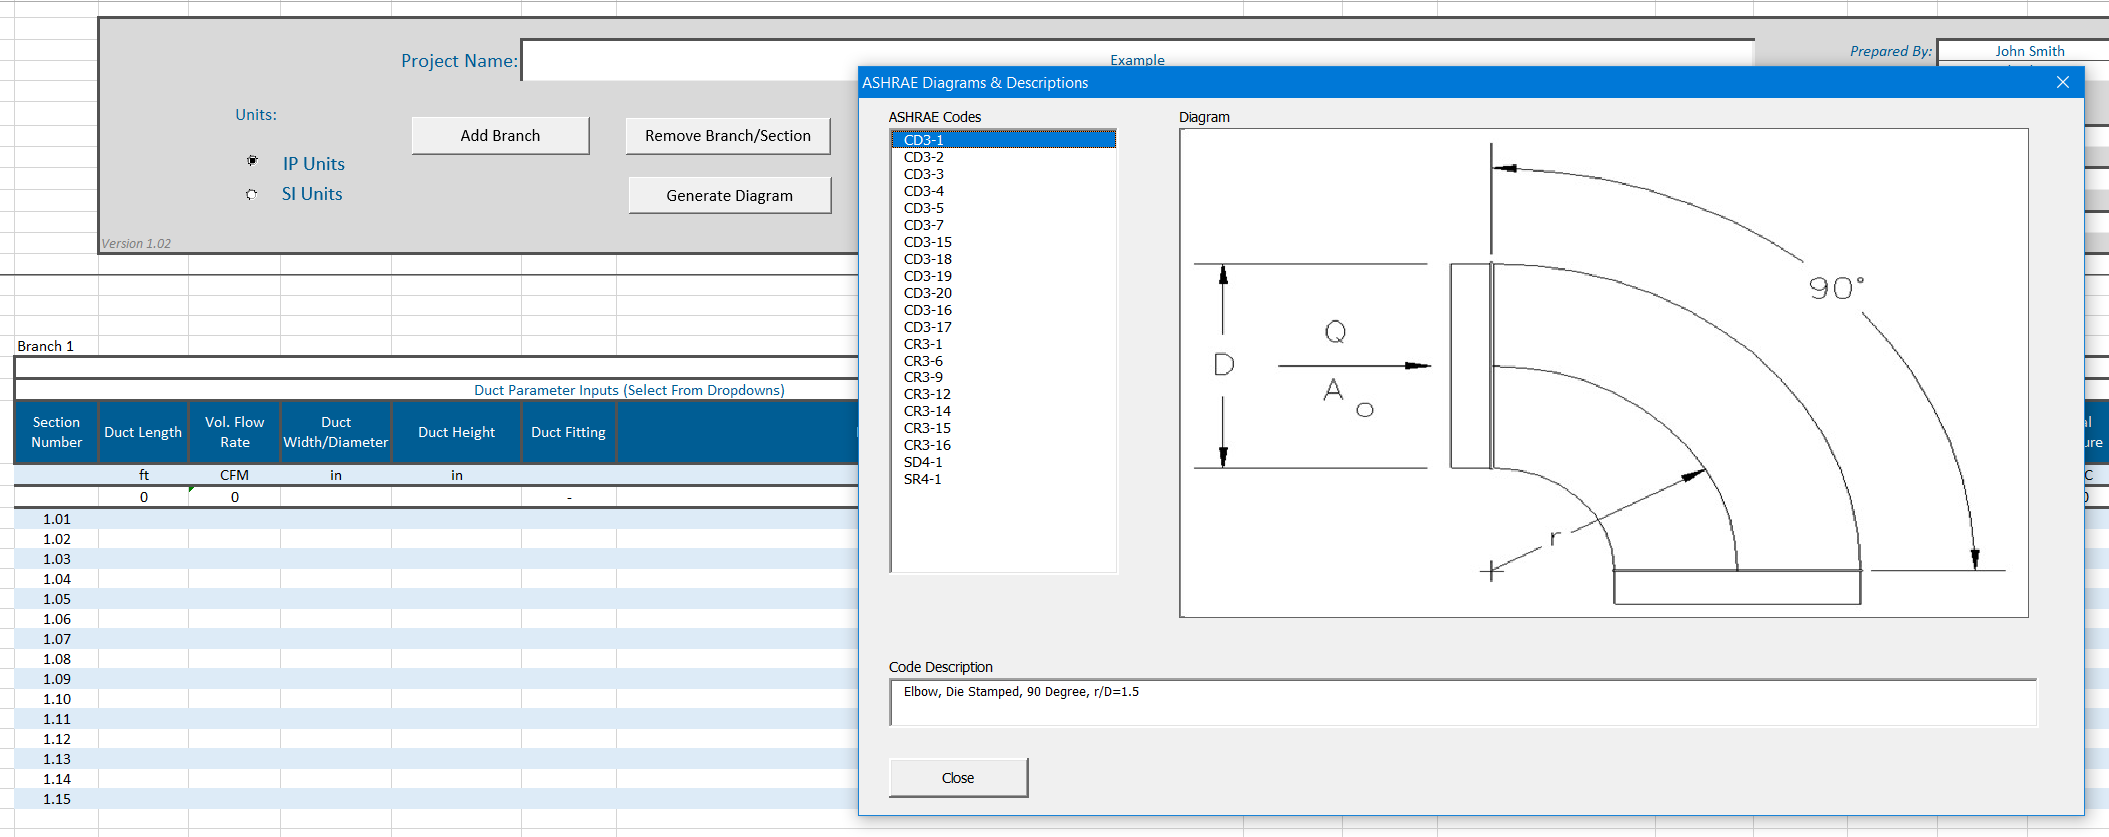 Project Name:
Example
Prepared By:
John Smith
Units:
IP Units
SI Units
Add Branch
Remove Branch/Section
Generate Diagram
Version 1.02
Branch 1
Duct Parameter Inputs (Select From Dropdowns)
Section
Number
Duct Length
Vol. Flow
Rate
Duct
Width/Diameter
Duct Height
Duct Fitting
ft
CFM
in
in
0
0
-
1.01
1.02
1.03
1.04
1.05
1.06
1.07
1.08
1.09
1.10
1.11
1.12
1.13
1.14
1.15
ASHRAE Diagrams & Descriptions
ASHRAE Codes
CD3-1
CD3-2
CD3-3
CD3-4
CD3-5
CD3-7
CD3-15
CD3-18
CD3-19
CD3-20
CD3-16
CD3-17
CR3-1
CR3-6
CR3-9
CR3-12
CR3-14
CR3-15
CR3-16
SD4-1
SR4-1
Diagram
90°
D
Q
A o
r
Code Description
Elbow, Die Stamped, 90 Degree, r/D=1.5
Close